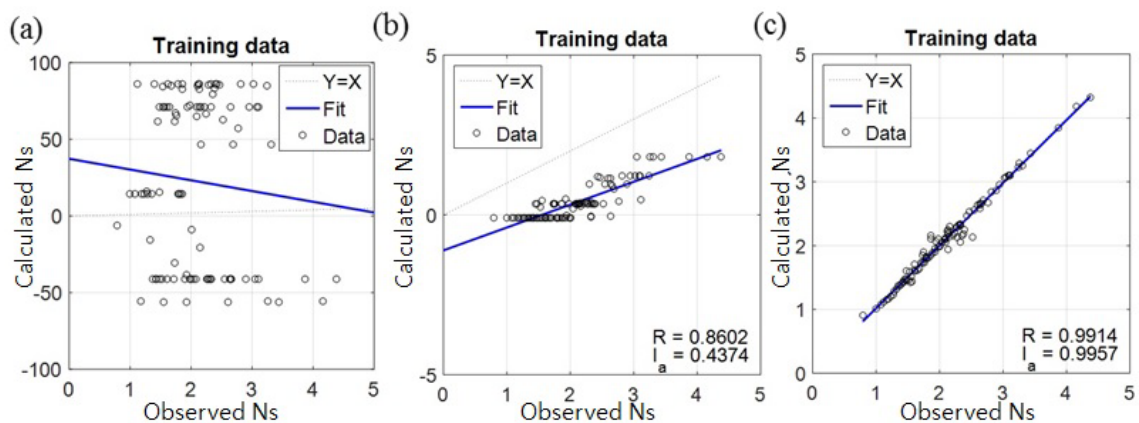 (a)
Training data
100
50
0
-50
-100
Calculated Ns
Y=X
Fit
Data
0 1 2 3 4 5
Observed Ns
(b)
Training data
5
0
-5
Calculated Ns
Y=X
Fit
Data
R = 0.8602
Ia = 0.4374
0 1 2 3 4 5
Observed Ns
(c)
Training data
5
4
3
2
1
0
Calculated Ns
Y=X
Fit
Data
R = 0.9914
Ia = 0.9957
0 1 2 3 4 5
Observed Ns